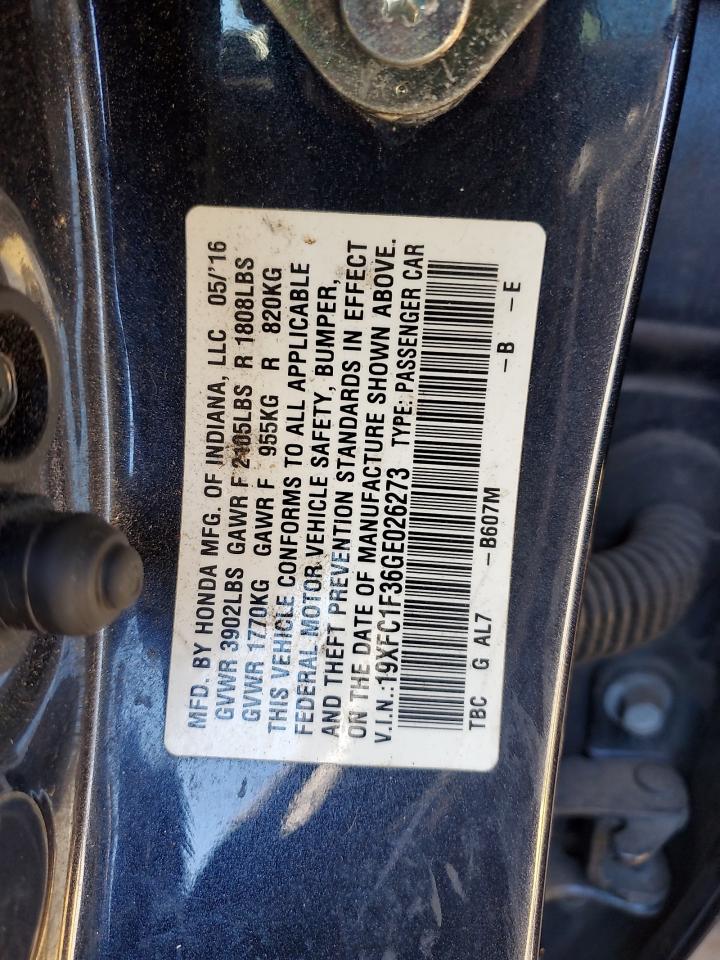 MFD. BY HONDA MFG. OF INDIANA, LLC 05/'16
GVWR 3902LBS GAWR F 2105LBS R 1808LBS
GVWR 1770KG GAWR F 955KG R 820KG
THIS VEHICLE CONFORMS TO ALL APPLICABLE
FEDERAL MOTOR VEHICLE SAFETY, BUMPER,
AND THEFT PREVENTION STANDARDS IN EFFECT
ON THE DATE OF MANUFACTURE SHOWN ABOVE.
V.I.N.:19XFC1F36GE026273 TYPE: PASSENGER CAR
TBC G AL7 -B607M -B -E